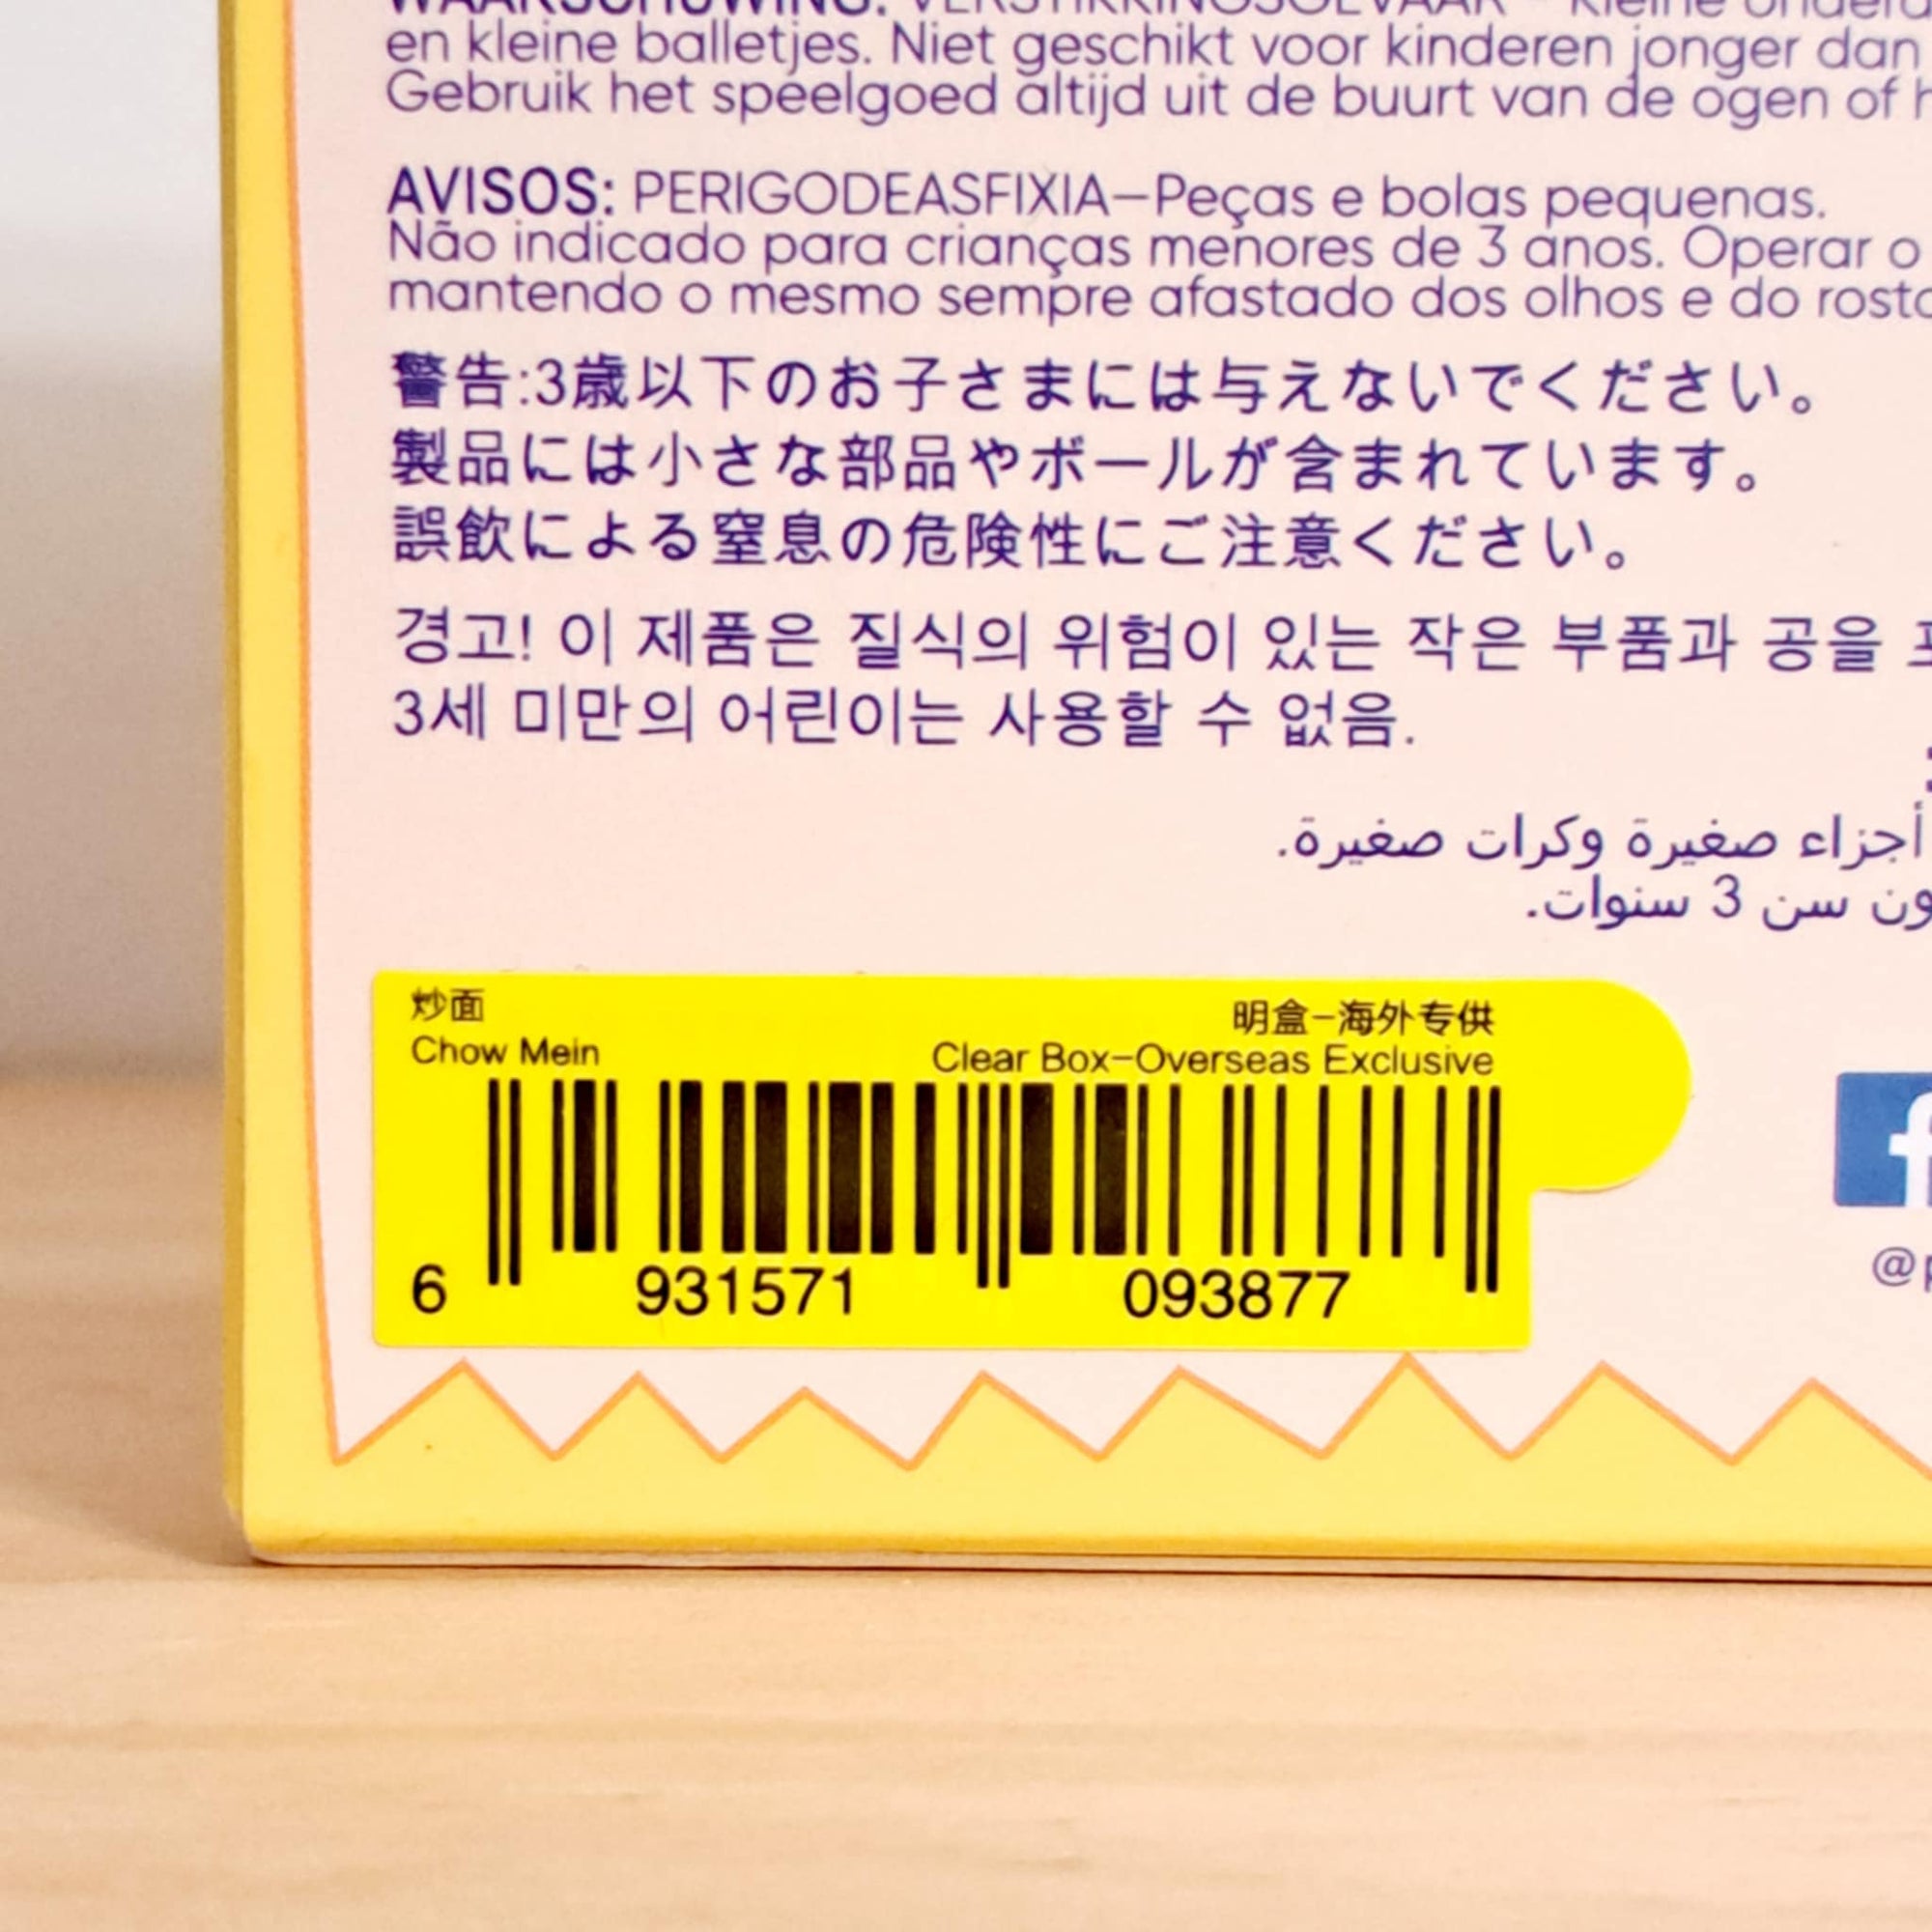 WAARSCHUWING: VERSTIKKINGSGEVAAR – Kleine onderd
en kleine balletjes. Niet geschikt voor kinderen jonger dan
Gebruik het speelgoed altijd uit de buurt van de ogen of h
AVISOS: PERIGODEASFIXIA—Peças e bolas pequenas.
Não indicado para crianças menores de 3 anos. Operar o
mantendo o mesmo sempre afastado dos olhos e do rosto
警告:3歳以下のお子さまには与えないでください。
製品には小さな部品やボールが含まれています。
誤飲による窒息の危険性にご注意ください。
경고! 이 제품은 질식의 위험이 있는 작은 부품과 공을
3세 미만의 어린이는 사용할 수 없음.
أجزاء صغيرة وكرات صغيرة.
ون سن 3 سنوات.
炒面
明盒-海外专供
Chow Mein
Clear Box-Overseas Exclusive
6 931571 093877
f
@p